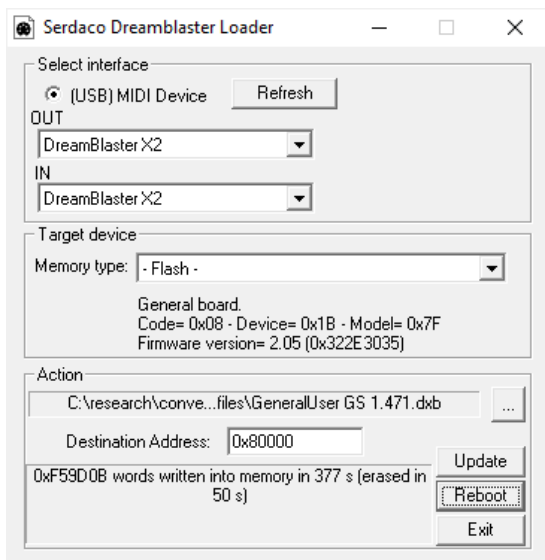 Serdaco Dreamblaster Loader
Select interface
(USB) MIDI Device
Refresh
OUT
DreamBlaster X2
IN
DreamBlaster X2
Target device
Memory type:
- Flash -
General board.
Code= 0x08 - Device= 0x1B - Model= 0x7F
Firmware version= 2.05 (0x322E3035)
Action
C:\research\conve...files\GeneralUser GS 1.471.dxb
...
Destination Address:
0x80000
Update
0xF59D0B words written into memory in 377 s (erased in
50 s)
Reboot
Exit